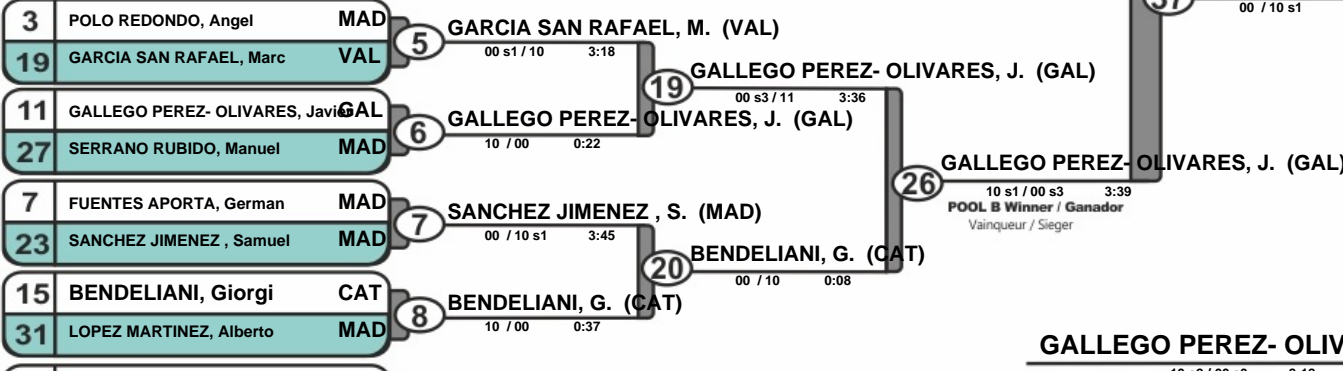 3 POLO REDONDO, Angel MAD
19 GARCIA SAN RAFAEL, Marc VAL
5 GARCIA SAN RAFAEL, M. (VAL)
00 s1 / 10 3:18
11 GALLEGO PEREZ- OLIVARES, Javier GAL
27 SERRANO RUBIDO, Manuel MAD
6 GALLEGO PEREZ- OLIVARES, J. (GAL)
10 / 00 0:22
19 GALLEGO PEREZ- OLIVARES, J. (GAL)
00 s3 / 11 3:36
7 FUENTES APORTA, German MAD
23 SANCHEZ JIMENEZ , Samuel MAD
7 SANCHEZ JIMENEZ , S. (MAD)
00 / 10 s1 3:45
15 BENDELIANI, Giorgi CAT
31 LOPEZ MARTINEZ, Alberto MAD
8 BENDELIANI, G. (CAT)
10 / 00 0:37
20 BENDELIANI, G. (CAT)
00 / 10 0:08
26 GALLEGO PEREZ- OLIVARES, J. (GAL)
10 s1 / 00 s3 3:39
POOL B Winner / Ganador
Vainqueur / Sieger
37
00 / 10 s1
GALLEGO PEREZ- OLIV